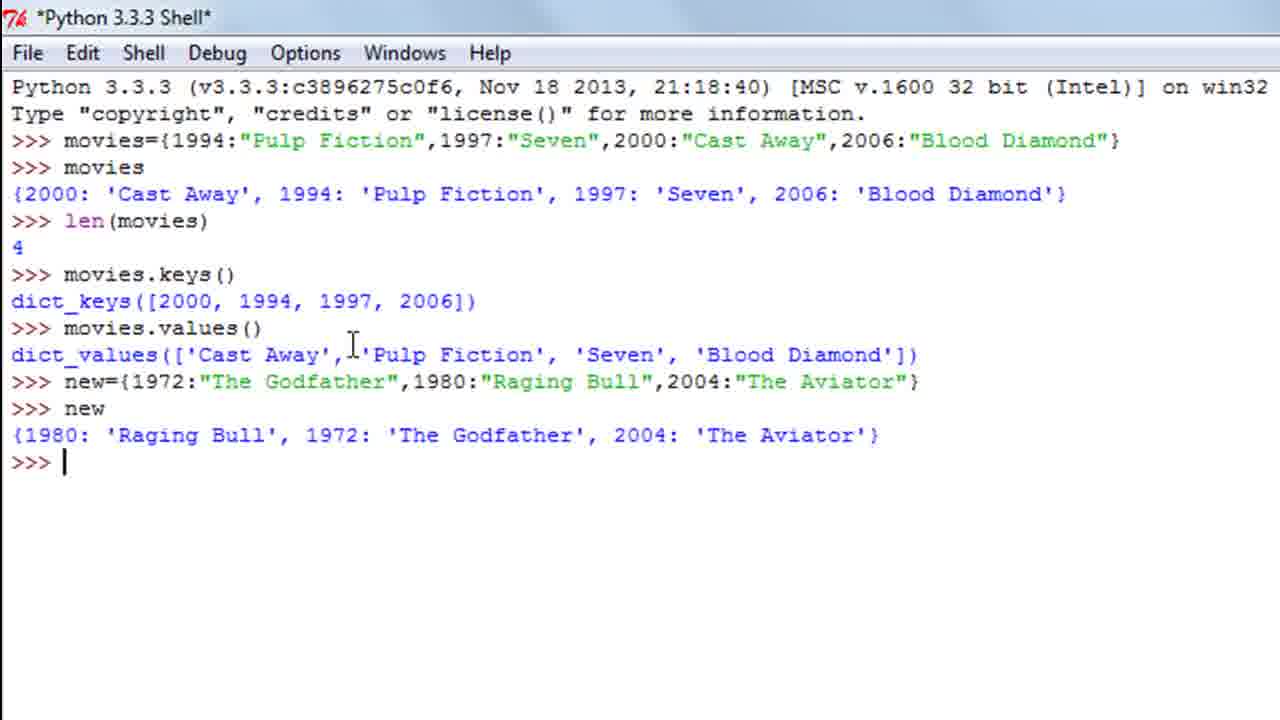 *Python 3.3.3 Shell*
File Edit Shell Debug Options Windows Help
Python 3.3.3 (v3.3.3:c3896275c0f6, Nov 18 2013, 21:18:40) [MSC v.1600 32 bit (Intel)] on win32
Type "copyright", "credits" or "license()" for more information.
>>> movies={1994:"Pulp Fiction",1997:"Seven",2000:"Cast Away",2006:"Blood Diamond"}
>>> movies
{2000: 'Cast Away', 1994: 'Pulp Fiction', 1997: 'Seven', 2006: 'Blood Diamond'}
>>> len(movies)
4
>>> movies.keys()
dict_keys([2000, 1994, 1997, 2006])
>>> movies.values()
dict_values(['Cast Away', 'Pulp Fiction', 'Seven', 'Blood Diamond'])
>>> new={1972:"The Godfather",1980:"Raging Bull",2004:"The Aviator"}
>>> new
{1980: 'Raging Bull', 1972: 'The Godfather', 2004: 'The Aviator'}
>>>